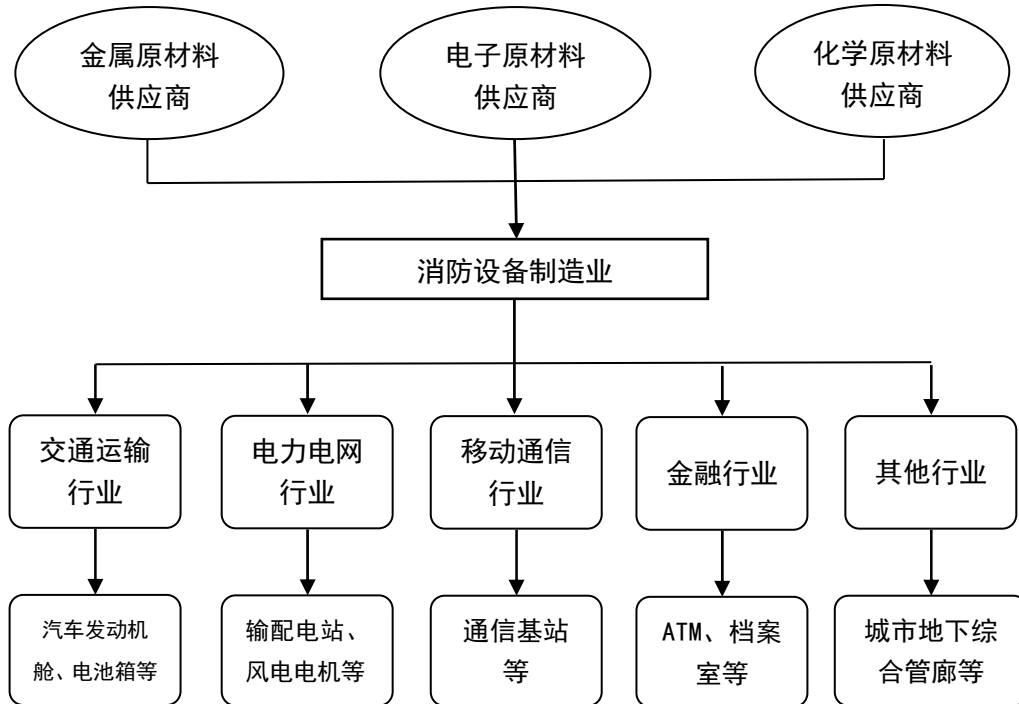 金属原材料
供应商
电子原材料
供应商
化学原材料
供应商
消防设备制造业
交通运输
行业
电力电网
行业
移动通信
行业
金融行业
其他行业
汽车发动机
舱、电池箱等
输配电站、
风电电机等
通信基站
等
ATM、档案
室等
城市地下综
合管廊等